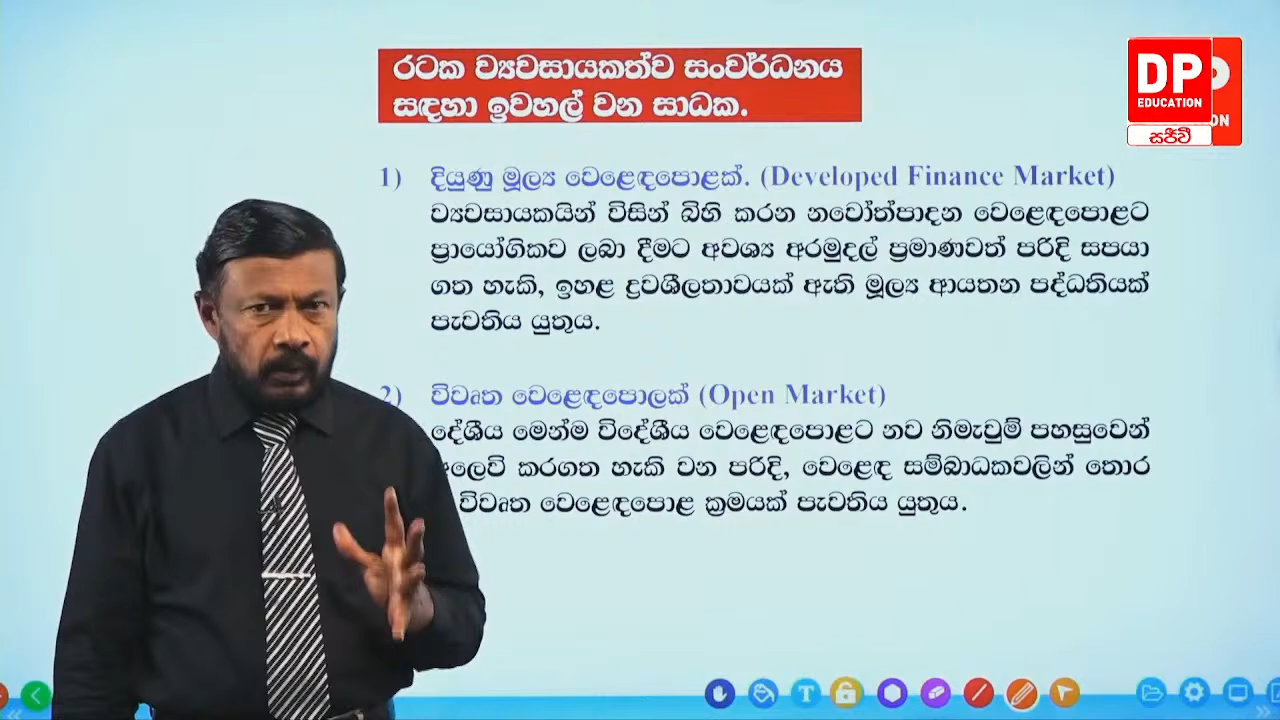 රටක ව්‍යවසායකත්ව සංවර්ධනය
සඳහා ඉවහල් වන සාධක.
DP
EDUCATION
සජීවී
ON
1) දියුණු මූල්‍ය වෙළෙඳපොළක්. (Developed Finance Market)
ව්‍යවසායකයින් විසින් බිහි කරන නවෝත්පාදන වෙළෙඳපොළට
ප්‍රායෝගිකව ලබා දීමට අවශ්‍ය අරමුදල් ප්‍රමාණවත් පරිදි සපයා
ගත හැකි, ඉහළ ද්‍රවශීලතාවයක් ඇති මූල්‍ය ආයතන පද්ධතියක්
පැවතිය යුතුය.
2) විවෘත වෙළෙඳපොලක් (Open Market)
දේශීය මෙන්ම විදේශීය වෙළෙඳපොළට නව නිමැවුම් පහසුවෙන්
කරගත හැකි වන පරිදි, වෙළෙඳ සම්බාධකවලින් තොර
විවෘත වෙළෙඳපොළ ක්‍රමයක් පැවතිය යුතුය.